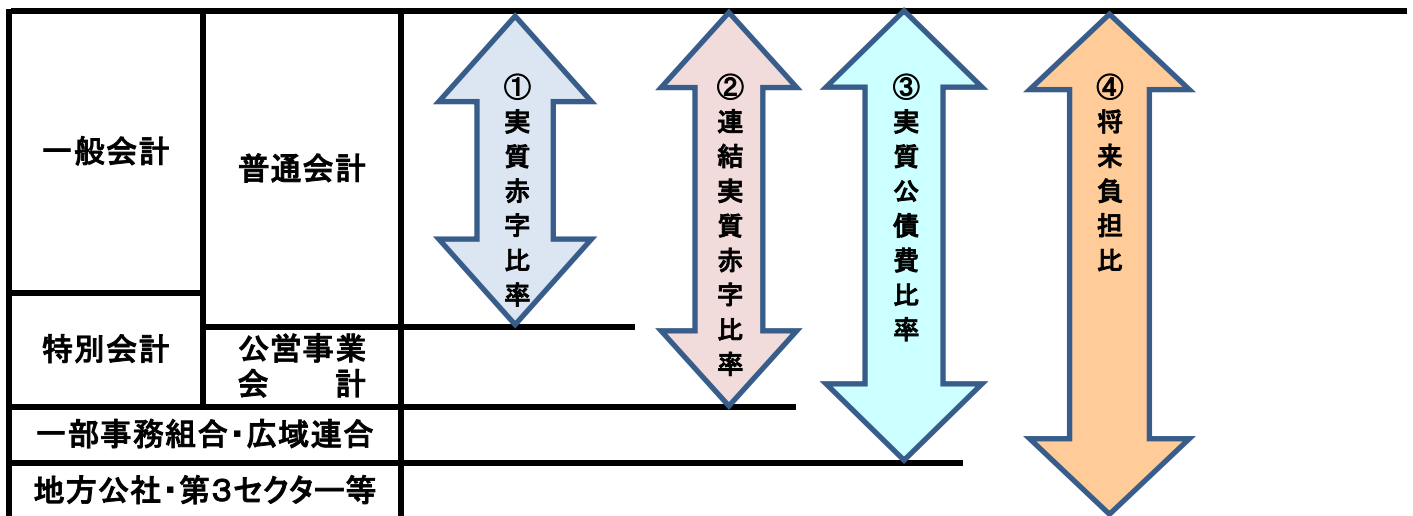 一般会計
普通会計
特別会計
公営事業
会　　計
一部事務組合・広域連合
地方公社・第3セクター等
①実質赤字比率
②連結実質赤字比率
③実質公債費比率
④将来負担比